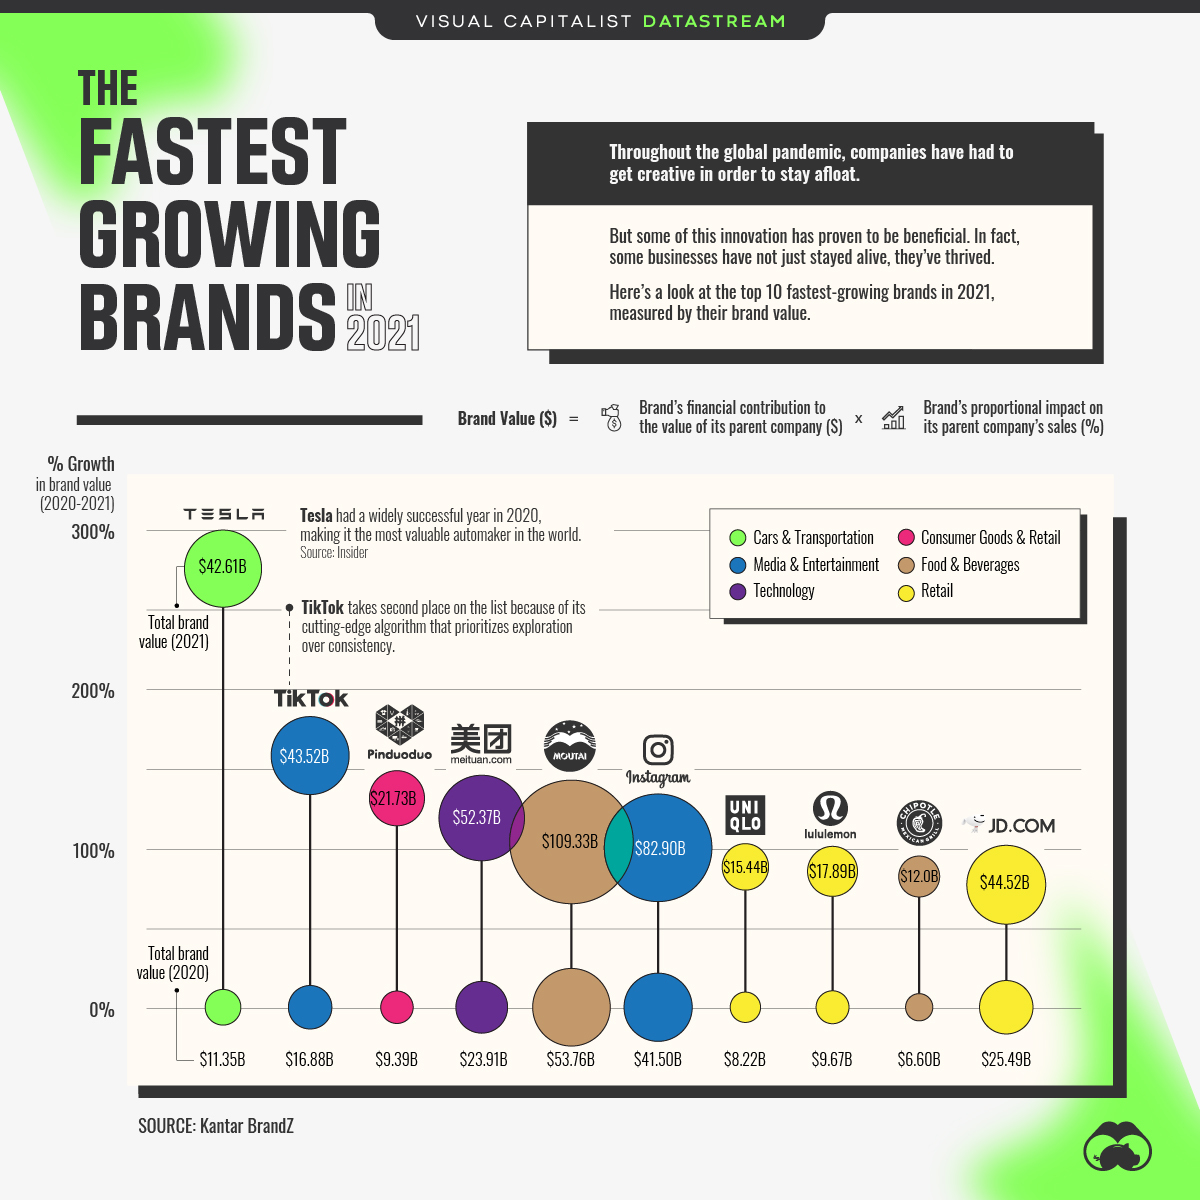 VISUAL CAPITALIST DATASTREAM
THE
FASTEST
GROWING
BRANDS IN 2021
Throughout the global pandemic, companies have had to
get creative in order to stay afloat.
But some of this innovation has proven to be beneficial. In fact,
some businesses have not just stayed alive, they've thrived.
Here's a look at the top 10 fastest-growing brands in 2021,
measured by their brand value.
Brand Value ($) =
Brand's financial contribution to
the value of its parent company ($)
x
Brand's proportional impact on
its parent company's sales (%)
% Growth
in brand value
(2020-2021)
300%
200%
100%
0%
TESLA
Tesla had a widely successful year in 2020,
making it the most valuable automaker in the world.
Source: Insider
Cars & Transportation
Media & Entertainment
Technology
Consumer Goods & Retail
Food & Beverages
Retail
$42.61B
Total brand
value (2021)
TikTok takes second place on the list because of its
cutting-edge algorithm that prioritizes exploration
over consistency.
TikTok
$43.52B
Pinduoduo
$21.73B
美团
meituan.com
$52.37B
MOUTAI
$109.33B
Instagram
$82.90B
UNI
QLO
$15.44B
lululemon
$17.89B
CHIPOTLE
MEXICAN GRILL
$12.0B
JD.COM
$44.52B
Total brand
value (2020)
$11.35B
$16.88B
$9.39B
$23.91B
$53.76B
$41.50B
$8.22B
$9.67B
$6.60B
$25.49B
SOURCE: Kantar BrandZ